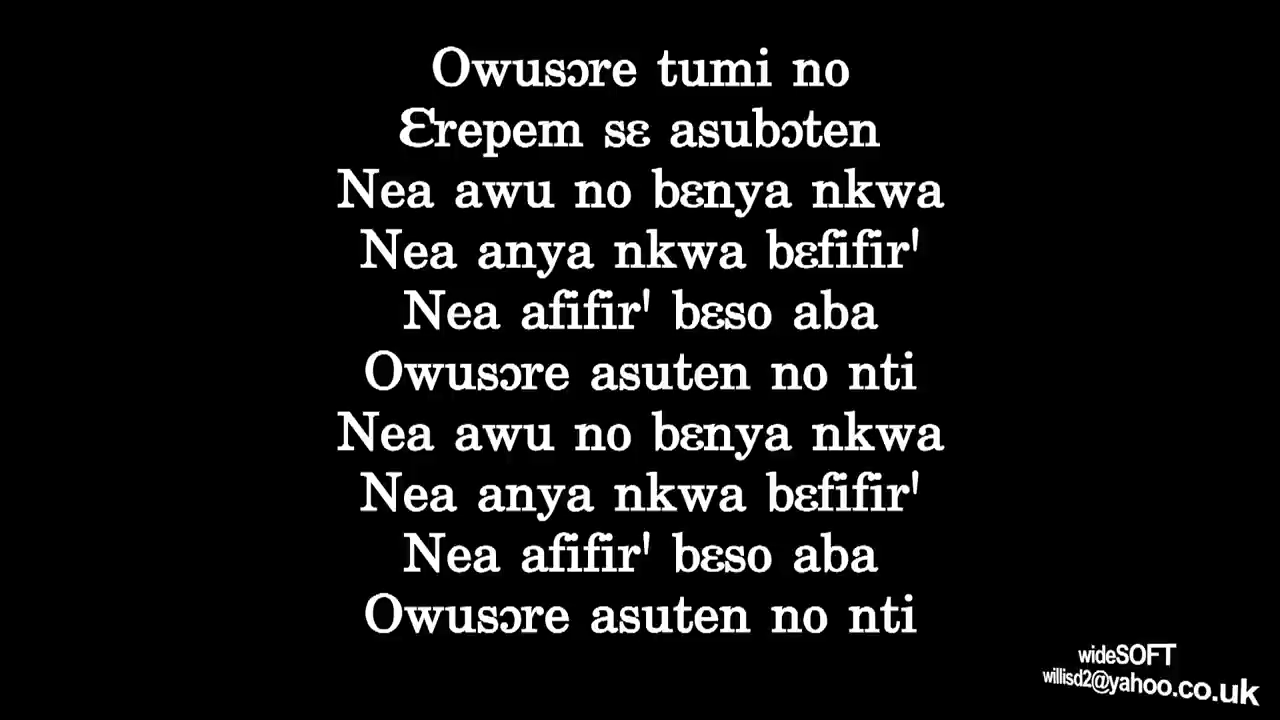 Owusɔre tumi no
Ɛrepem sɛ asubɔten
Nea awu no bɛnya nkwa
Nea anya nkwa bɛfifir'
Nea afifir' bɛso aba
Owusɔre asuten no nti
Nea awu no bɛnya nkwa
Nea anya nkwa bɛfifir'
Nea afifir' bɛso aba
Owusɔre asuten no nti
wideSOFT
willisd2@yahoo.co.uk